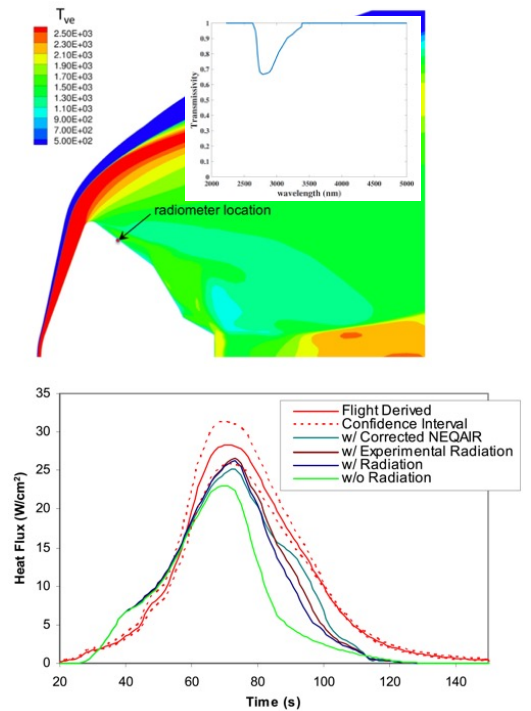 T_ve
2.50E+03
2.30E+03
2.10E+03
1.90E+03
1.70E+03
1.50E+03
1.30E+03
1.10E+03
9.00E+02
7.00E+02
5.00E+02
1
0.9
0.8
0.7
0.6
0.5
0.4
0.3
0.2
0.1
0
Transmissivity
2000 2500 3000 3500 4000 4500 5000
wavelength (nm)
radiometer location
35
30
25
20
15
10
5
0
Heat Flux (W/cm²)
Flight Derived
Confidence Interval
w/ Corrected NEQAIR
w/ Experimental Radiation
w/ Radiation
w/o Radiation
20 40 60 80 100 120 140
Time (s)